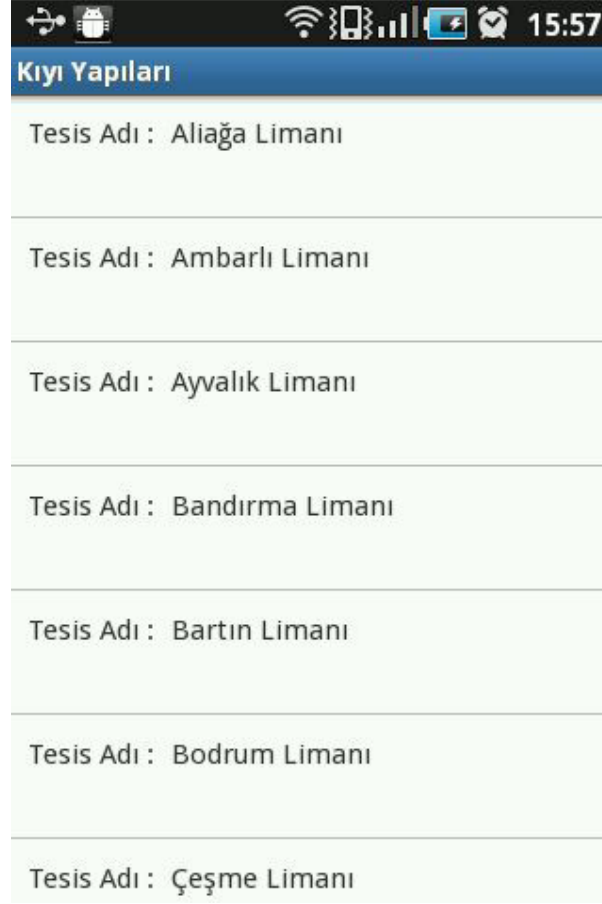 15:57
Kıyı Yapıları
Tesis Adı : Aliağa Limanı
Tesis Adı : Ambarlı Limanı
Tesis Adı : Ayvalık Limanı
Tesis Adı : Bandırma Limanı
Tesis Adı : Bartın Limanı
Tesis Adı : Bodrum Limanı
Tesis Adı : Çeşme Limanı